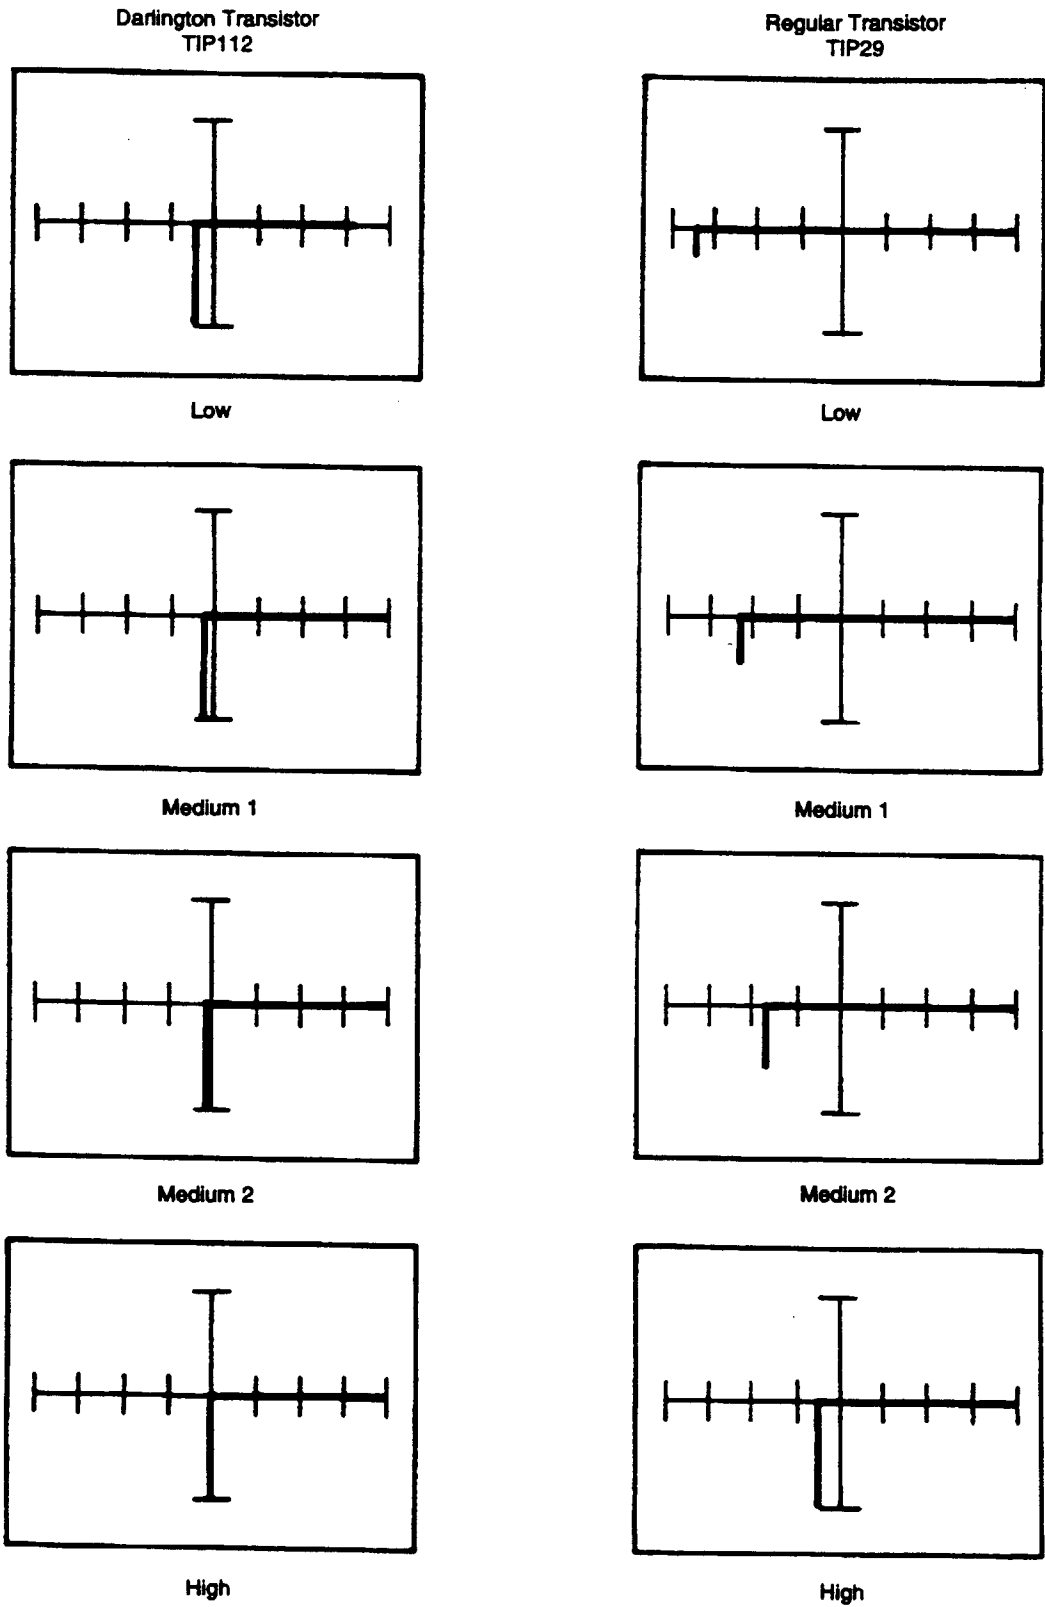 Darlington Transistor
TIP112
Regular Transistor
TIP29
Low
Low
Medium 1
Medium 1
Medium 2
Medium 2
High
High